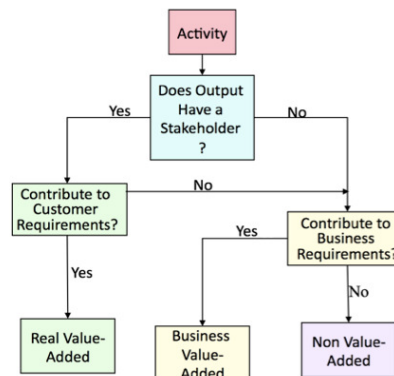 Activity
Does Output
Have a
Stakeholder
?
Yes
No
Contribute to
Customer
Requirements?
No
Contribute to
Business
Requirements?
Yes
Yes
No
Real Value-
Added
Business
Value-
Added
Non Value-
Added